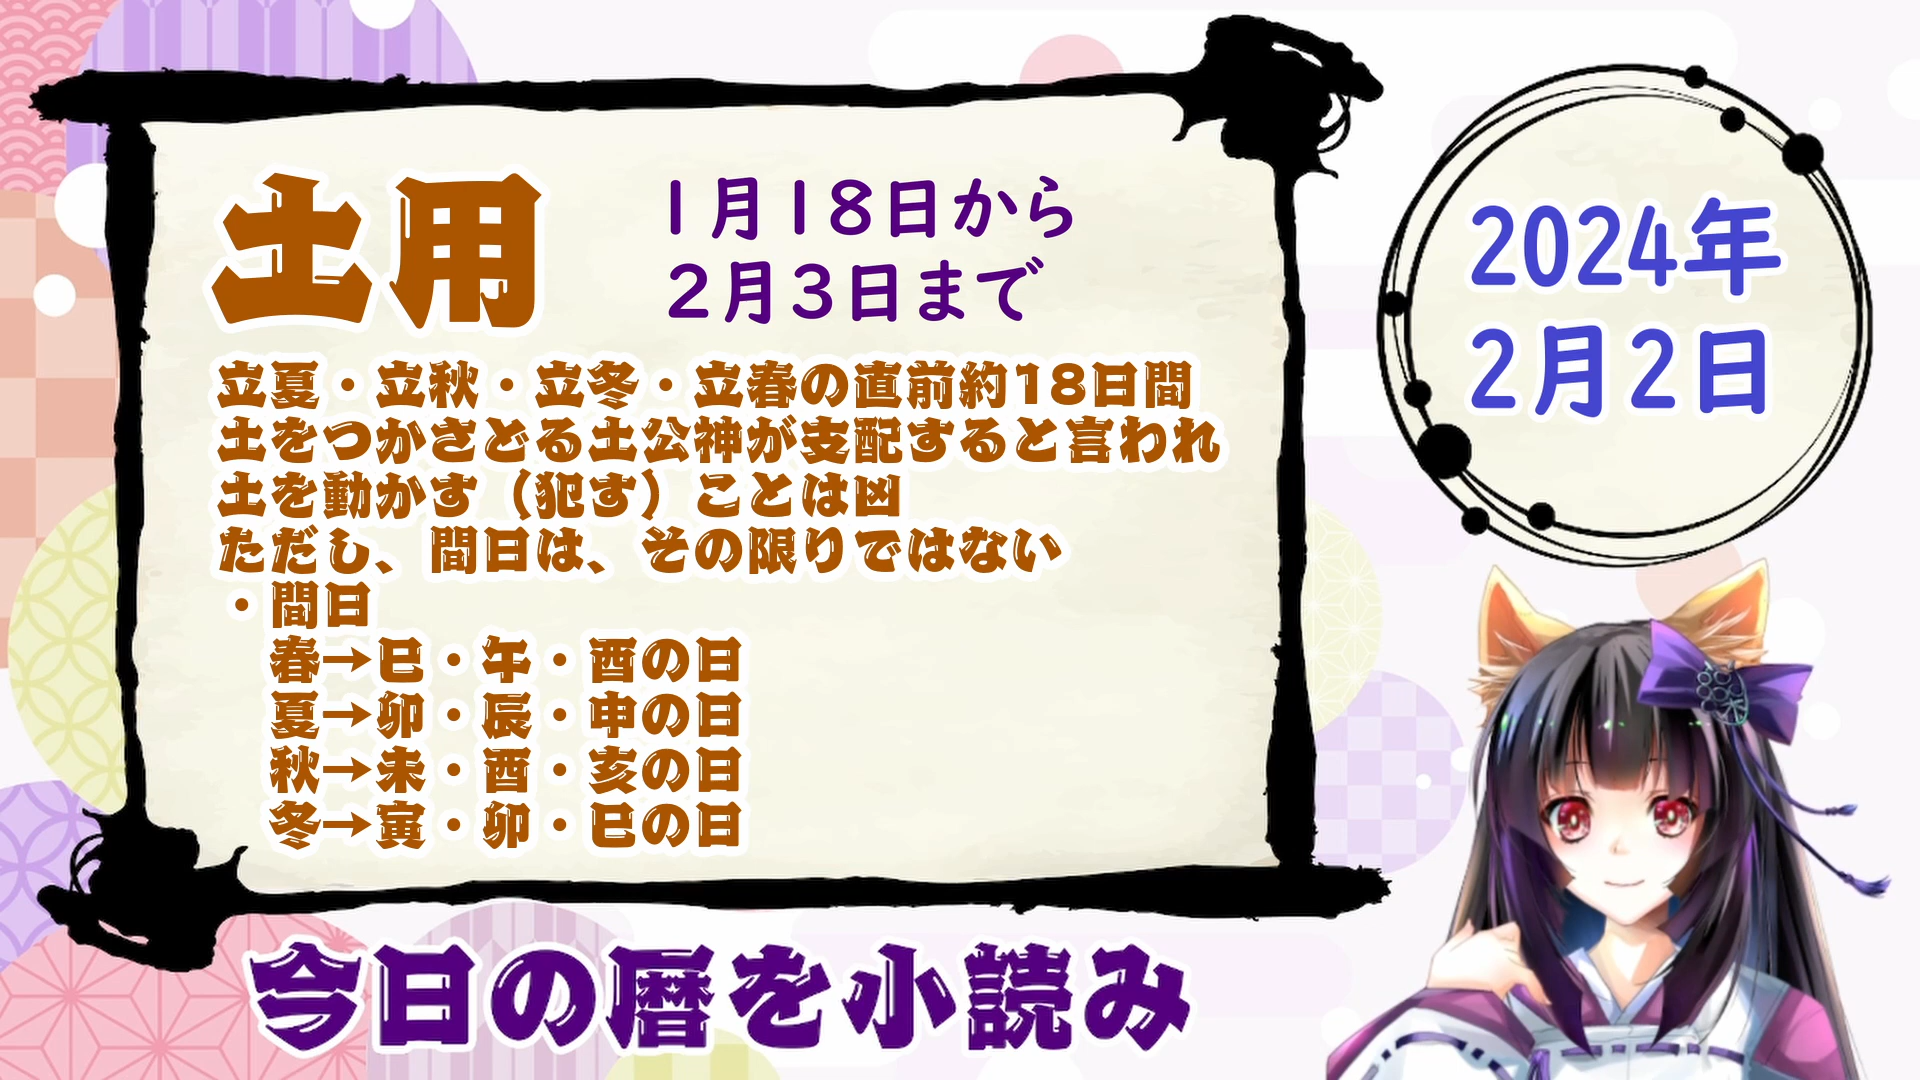 土用
1月18日から
2月3日まで
2024年
2月2日
立夏・立秋・立冬・立春の直前約18日間
土をつかさどる土公神が支配すると言われ
土を動かす（犯す）ことは凶
ただし、間日は、その限りではない
・間日
春→巳・午・酉の日
夏→卯・辰・申の日
秋→未・酉・亥の日
冬→寅・卯・巳の日
今日の暦を小読み